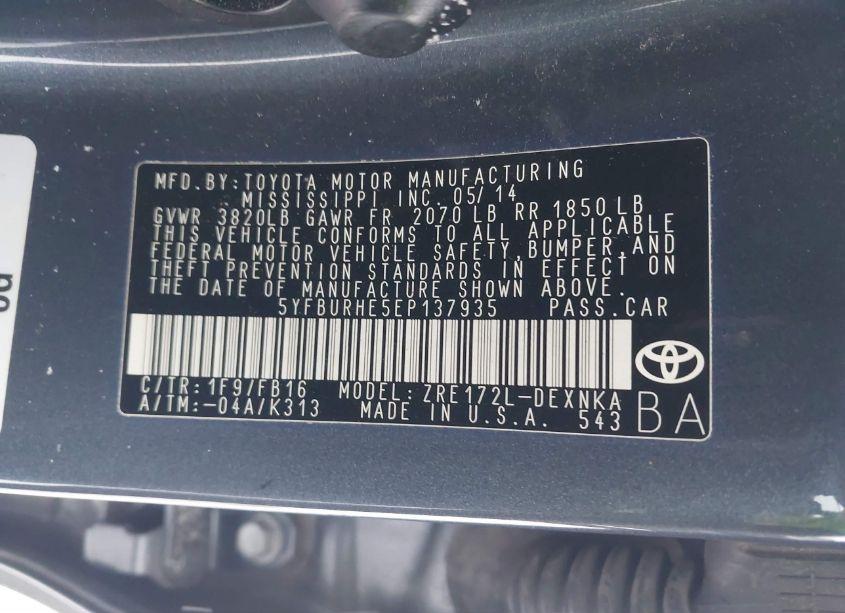 MFD.BY:TOYOTA MOTOR MANUFACTURING
MISSISSIPPI INC. 05/14
GVWR 3820LB GAWR FR 2070 LB RR 1850 LB
THIS VEHICLE CONFORMS TO ALL APPLICABLE
FEDERAL MOTOR VEHICLE SAFETY,BUMPER,AND
THEFT PREVENTION STANDARDS IN EFFECT ON
THE DATE OF MANUFACTURE SHOWN ABOVE.
5YFBURHE5EP137935 PASS.CAR
C/TR:1F9/FB16 MODEL:ZRE172L-DEXNKA
A/TM:-04A/K313 MADE IN U.S.A. 543
BA